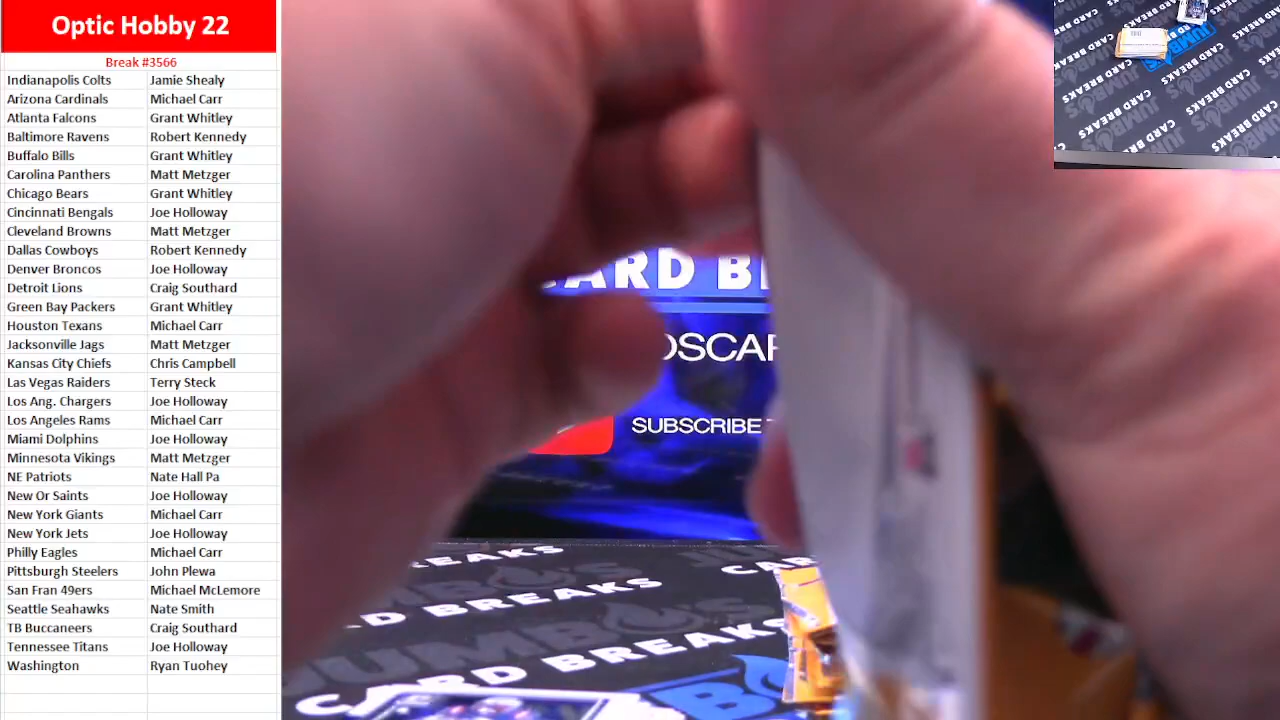 Optic Hobby 22
Break #3566
Indianapolis Colts Jamie Shealy
Arizona Cardinals Michael Carr
Atlanta Falcons Grant Whitley
Baltimore Ravens Robert Kennedy
Buffalo Bills Grant Whitley
Carolina Panthers Matt Metzger
Chicago Bears Grant Whitley
Cincinnati Bengals Joe Holloway
Cleveland Browns Matt Metzger
Dallas Cowboys Robert Kennedy
Denver Broncos Joe Holloway
Detroit Lions Craig Southard
Green Bay Packers Grant Whitley
Houston Texans Michael Carr
Jacksonville Jags Matt Metzger
Kansas City Chiefs Chris Campbell
Las Vegas Raiders Terry Steck
Los Ang. Chargers Joe Holloway
Los Angeles Rams Michael Carr
Miami Dolphins Joe Holloway
Minnesota Vikings Matt Metzger
NE Patriots Nate Hall Pa
New Or Saints Joe Holloway
New York Giants Michael Carr
New York Jets Joe Holloway
Philly Eagles Michael Carr
Pittsburgh Steelers John Plewa
San Fran 49ers Michael McLemore
Seattle Seahawks Nate Smith
TB Buccaneers Craig Southard
Tennessee Titans Joe Holloway
Washington Ryan Tuohey
CARD BREAKS
SUBSCRIBE
CARD BREAKS
CARD BREAKS
JUMBO'S
CARD BREAKS